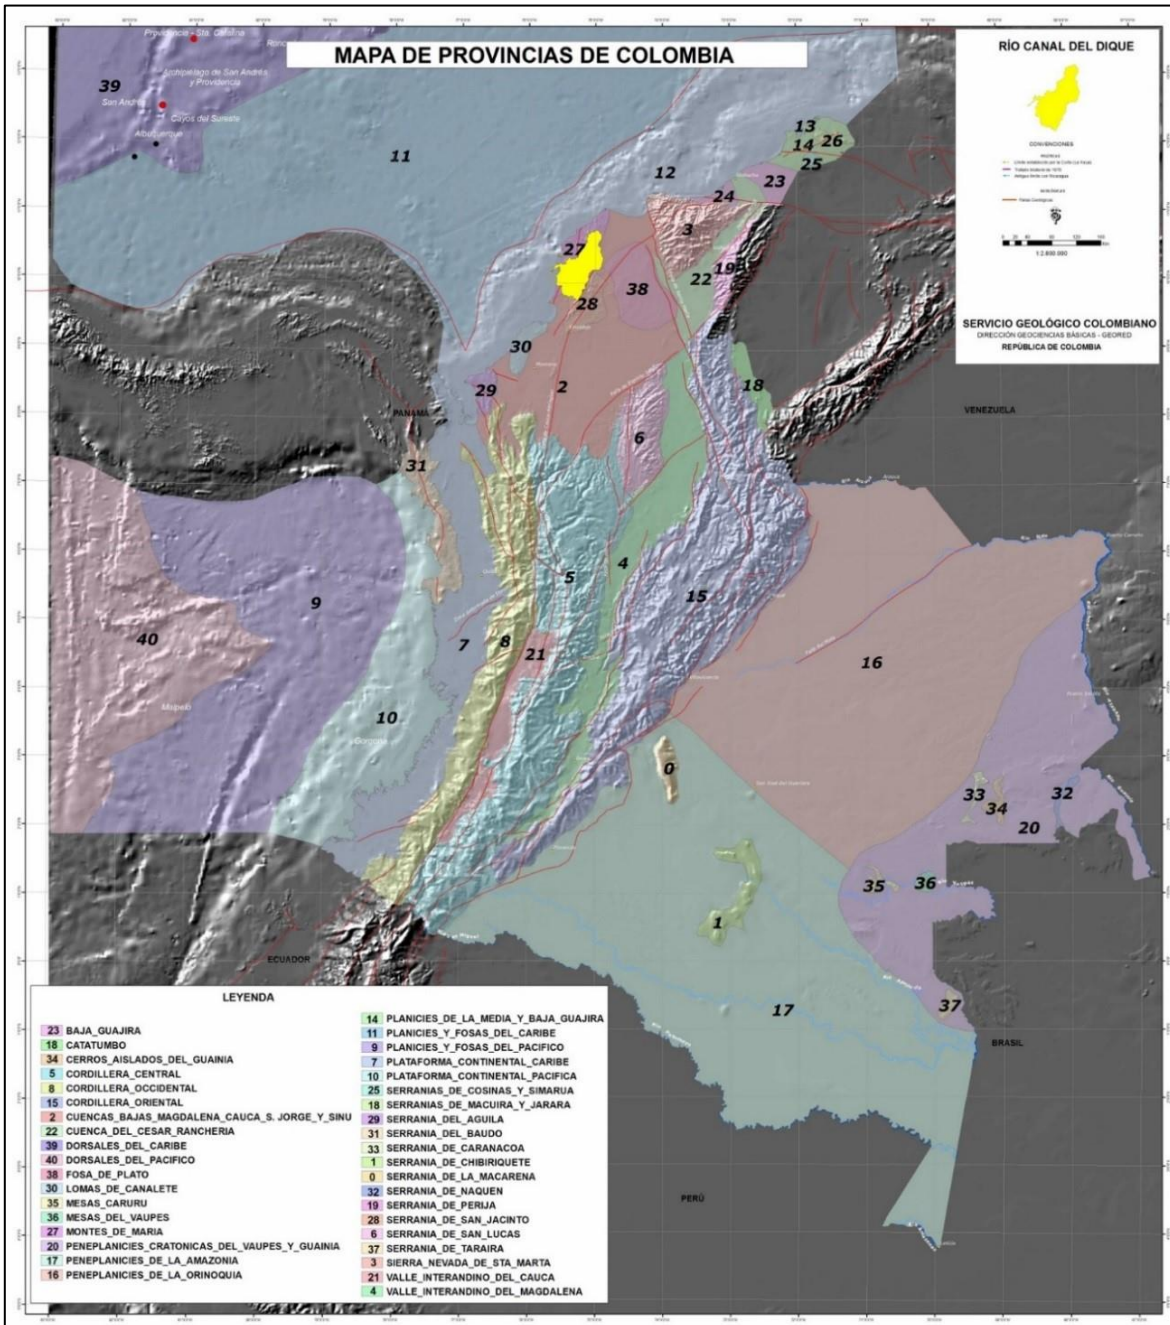 MAPA DE PROVINCIAS DE COLOMBIA
Providencia - Sta. Catalina
Archipiélago de San Andrés
y Providencia
San Andrés
Cayos del Sureste
Albuquerque
39
11
12
13
14
26
25
23
24
3
19
22
27
38
28
30
2
29
18
6
31
4
5
15
9
7
8
21
16
40
10
0
33
34
32
20
35
36
1
17
37
Malpelo
Gorgona
PANAMÁ
VENEZUELA
ECUADOR
BRASIL
PERÚ
RÍO CANAL DEL DIQUE
CONVENCIONES
1:2.800.000
SERVICIO GEOLÓGICO COLOMBIANO
DIRECCIÓN GEOCIENCIAS BÁSICAS - GEORED
REPÚBLICA DE COLOMBIA
LEYENDA
23 BAJA_GUAJIRA
18 CATATUMBO
34 CERROS_AISLADOS_DEL_GUAINIA
5 CORDILLERA_CENTRAL
8 CORDILLERA_OCCIDENTAL
15 CORDILLERA_ORIENTAL
2 CUENCAS_BAJAS_MAGDALENA_CAUCA_S. JORGE_Y_SINU
22 CUENCA_DEL_CESAR_RANCHERIA
39 DORSALES_DEL_CARIBE
40 DORSALES_DEL_PACIFICO
38 FOSA_DE_PLATO
30 LOMAS_DE_CANALETE
35 MESAS_CARURU
36 MESAS_DEL_VAUPES
27 MONTES_DE_MARIA
20 PENEPLANICIES_CRATONICAS_DEL_VAUPES_Y_GUAINIA
17 PENEPLANICIES_DE_LA_AMAZONIA
16 PENEPLANICIES_DE_LA_ORINOQUIA
14 PLANICIES_DE_LA_MEDIA_Y_BAJA_GUAJIRA
11 PLANICIES_Y_FOSAS_DEL_CARIBE
9 PLANICIES_Y_FOSAS_DEL_PACIFICO
7 PLATAFORMA_CONTINENTAL_CARIBE
10 PLATAFORMA_CONTINENTAL_PACIFICA
25 SERRANIAS_DE_COSINAS_Y_SIMARUA
18 SERRANIAS_DE_MACUIRA_Y_JARARA
29 SERRANIA_DEL_AGUILA
31 SERRANIA_DEL_BAUDO
33 SERRANIA_DE_CARANACOA
1 SERRANIA_DE_CHIBIRIQUETE
0 SERRANIA_DE_LA_MACARENA
32 SERRANIA_DE_NAQUEN
19 SERRANIA_DE_PERIJA
28 SERRANIA_DE_SAN_JACINTO
6 SERRANIA_DE_SAN_LUCAS
37 SERRANIA_DE_TARAIRA
3 SIERRA_NEVADA_DE_STA_MARTA
21 VALLE_INTERANDINO_DEL_CAUCA
4 VALLE_INTERANDINO_DEL_MAGDALENA